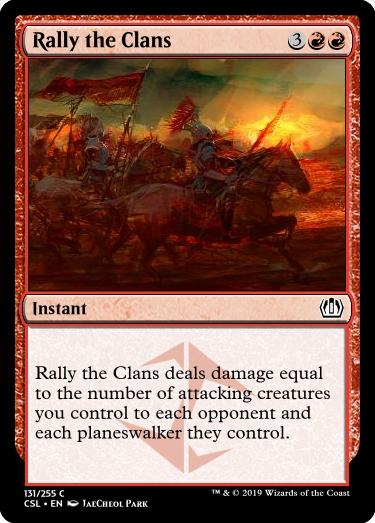 Rally the Clans 3
Instant
Rally the Clans deals damage equal
to the number of attacking creatures
you control to each opponent and
each planeswalker they control.
131/255 C
CSL • EN JAECHEOL PARK
™ & © 2019 Wizards of the Coast